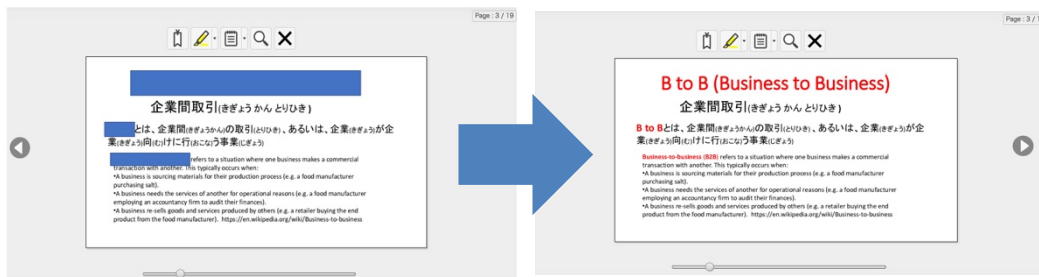 Page : 3 / 19
企業間取引(きぎょう かん とりひき)
とは、企業間(きぎょうかん)の取引(とりひき)、あるいは、企業(きぎょう)が企
業(きぎょう)向(む)けに行(おこな)う事業(じぎょう)
refers to a situation where one business makes a commercial
transaction with another. This typically occurs when:
•A business is sourcing materials for their production process (e.g. a food manufacturer
purchasing salt).
•A business needs the services of another for operational reasons (e.g. a food manufacturer
employing an accountancy firm to audit their finances).
•A business re-sells goods and services produced by others (e.g. a retailer buying the end
product from the food manufacturer). https://en.wikipedia.org/wiki/Business-to-business
Page : 3 / 1
B to B (Business to Business)
企業間取引(きぎょう かん とりひき)
B to Bとは、企業間(きぎょうかん)の取引(とりひき)、あるいは、企業(きぎょう)が企
業(きぎょう)向(む)けに行(おこな)う事業(じぎょう)
Business-to-business (B2B) refers to a situation where one business makes a commercial
transaction with another. This typically occurs when:
•A business is sourcing materials for their production process (e.g. a food manufacturer
purchasing salt).
•A business needs the services of another for operational reasons (e.g. a food manufacturer
employing an accountancy firm to audit their finances).
•A business re-sells goods and services produced by others (e.g. a retailer buying the end
product from the food manufacturer). https://en.wikipedia.org/wiki/Business-to-business